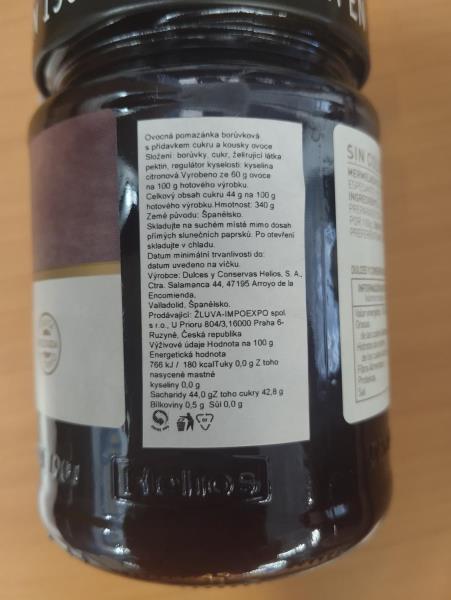 Ovocná pomazánka borůvková
s přídavkem cukru a kousky ovoce
Složení: borůvky, cukr, želírující látka
pektin, regulátor kyselosti: kyselina
citronová.Vyrobeno ze 60 g ovoce
na 100 g hotového výrobku.
Celkový obsah cukru 44 g na 100 g
hotového výrobku.Hmotnost: 340 g
Země původu: Španělsko.
Skladujte na suchém místě mimo dosah
přímých slunečních paprsků. Po otevření
skladujte v chladu.
Datum minimální trvanlivosti do:
datum uvedeno na víčku.
Výrobce: Dulces y Conservas Helios, S. A.,
Ctra. Salamanca 44, 47195 Arroyo de la
Encomienda,
Valladolid, Španělsko.
Prodávající: ŽLUVA-IMPOEXPO spol.
s r.o., U Prioru 804/3,16000 Praha 6-
Ruzyně, Česká republika
Výživové údaje Hodnota na 100 g
Energetická hodnota
766 kJ / 180 kcalTuky 0,0 g Z toho
nasycené mastné
kyseliny 0,0 g
Sacharidy 44,0 gZ toho cukry 42,8 g
Bílkoviny 0,5 g Sůl 0,0 g
Helios
SIN
DULCES Y